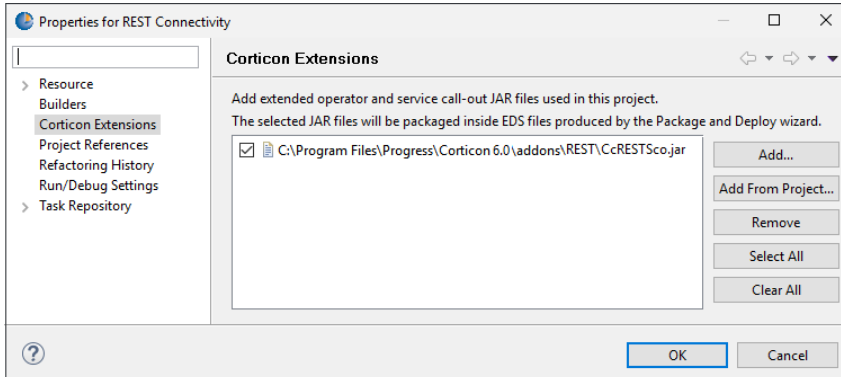 Properties for REST Connectivity
Corticon Extensions
Resource
Builders
Corticon Extensions
Project References
Refactoring History
Run/Debug Settings
Task Repository
Add extended operator and service call-out JAR files used in this project.
The selected JAR files will be packaged inside EDS files produced by the Package and Deploy wizard.
C:\Program Files\Progress\Corticon 6.0\addons\REST\CcRESTSco.jar
Add...
Add From Project...
Remove
Select All
Clear All
?
OK
Cancel